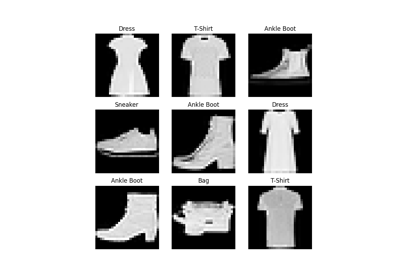 Dress
T-Shirt
Ankle Boot
Sneaker
Ankle Boot
Dress
Ankle Boot
Bag
T-Shirt